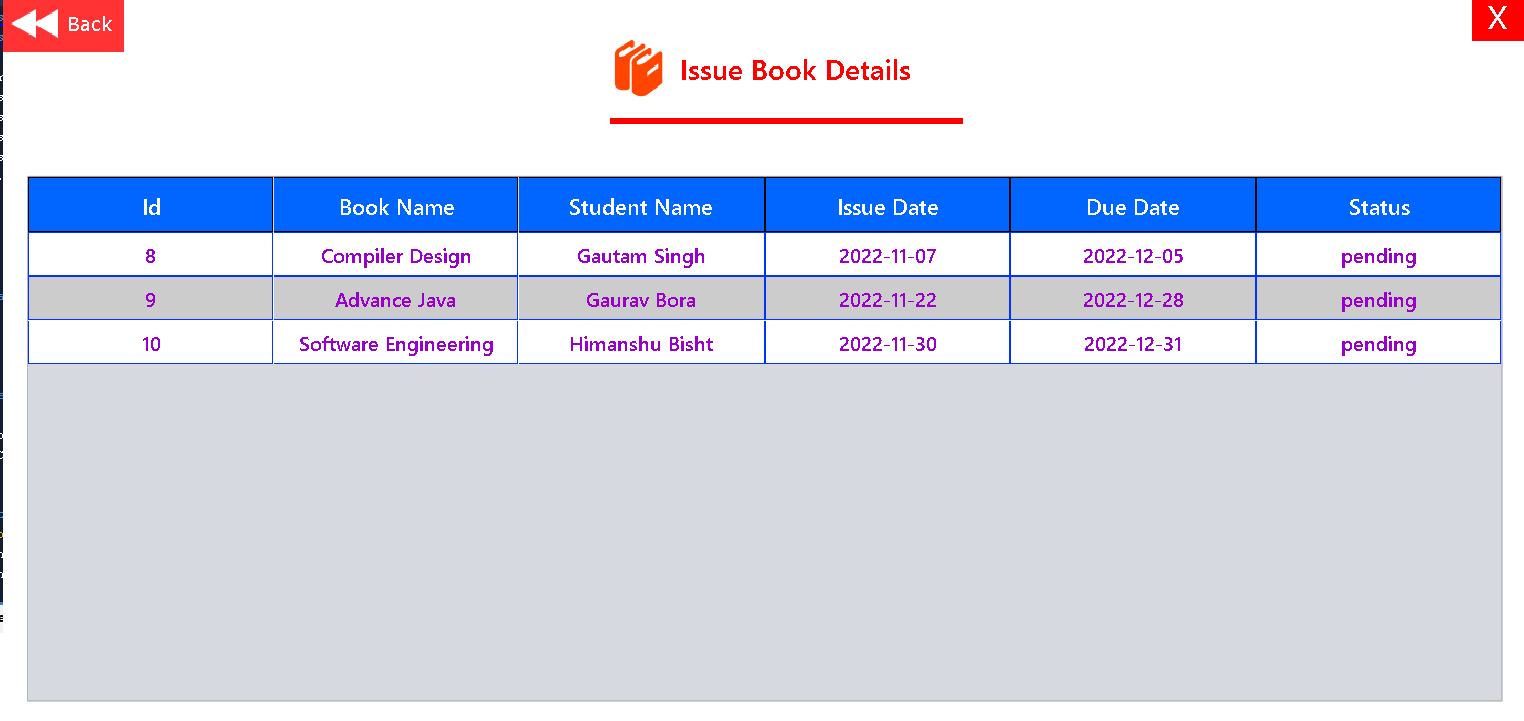 Back
X
Issue Book Details
Id Book Name Student Name Issue Date Due Date Status
8 Compiler Design Gautam Singh 2022-11-07 2022-12-05 pending
9 Advance Java Gaurav Bora 2022-11-22 2022-12-28 pending
10 Software Engineering Himanshu Bisht 2022-11-30 2022-12-31 pending